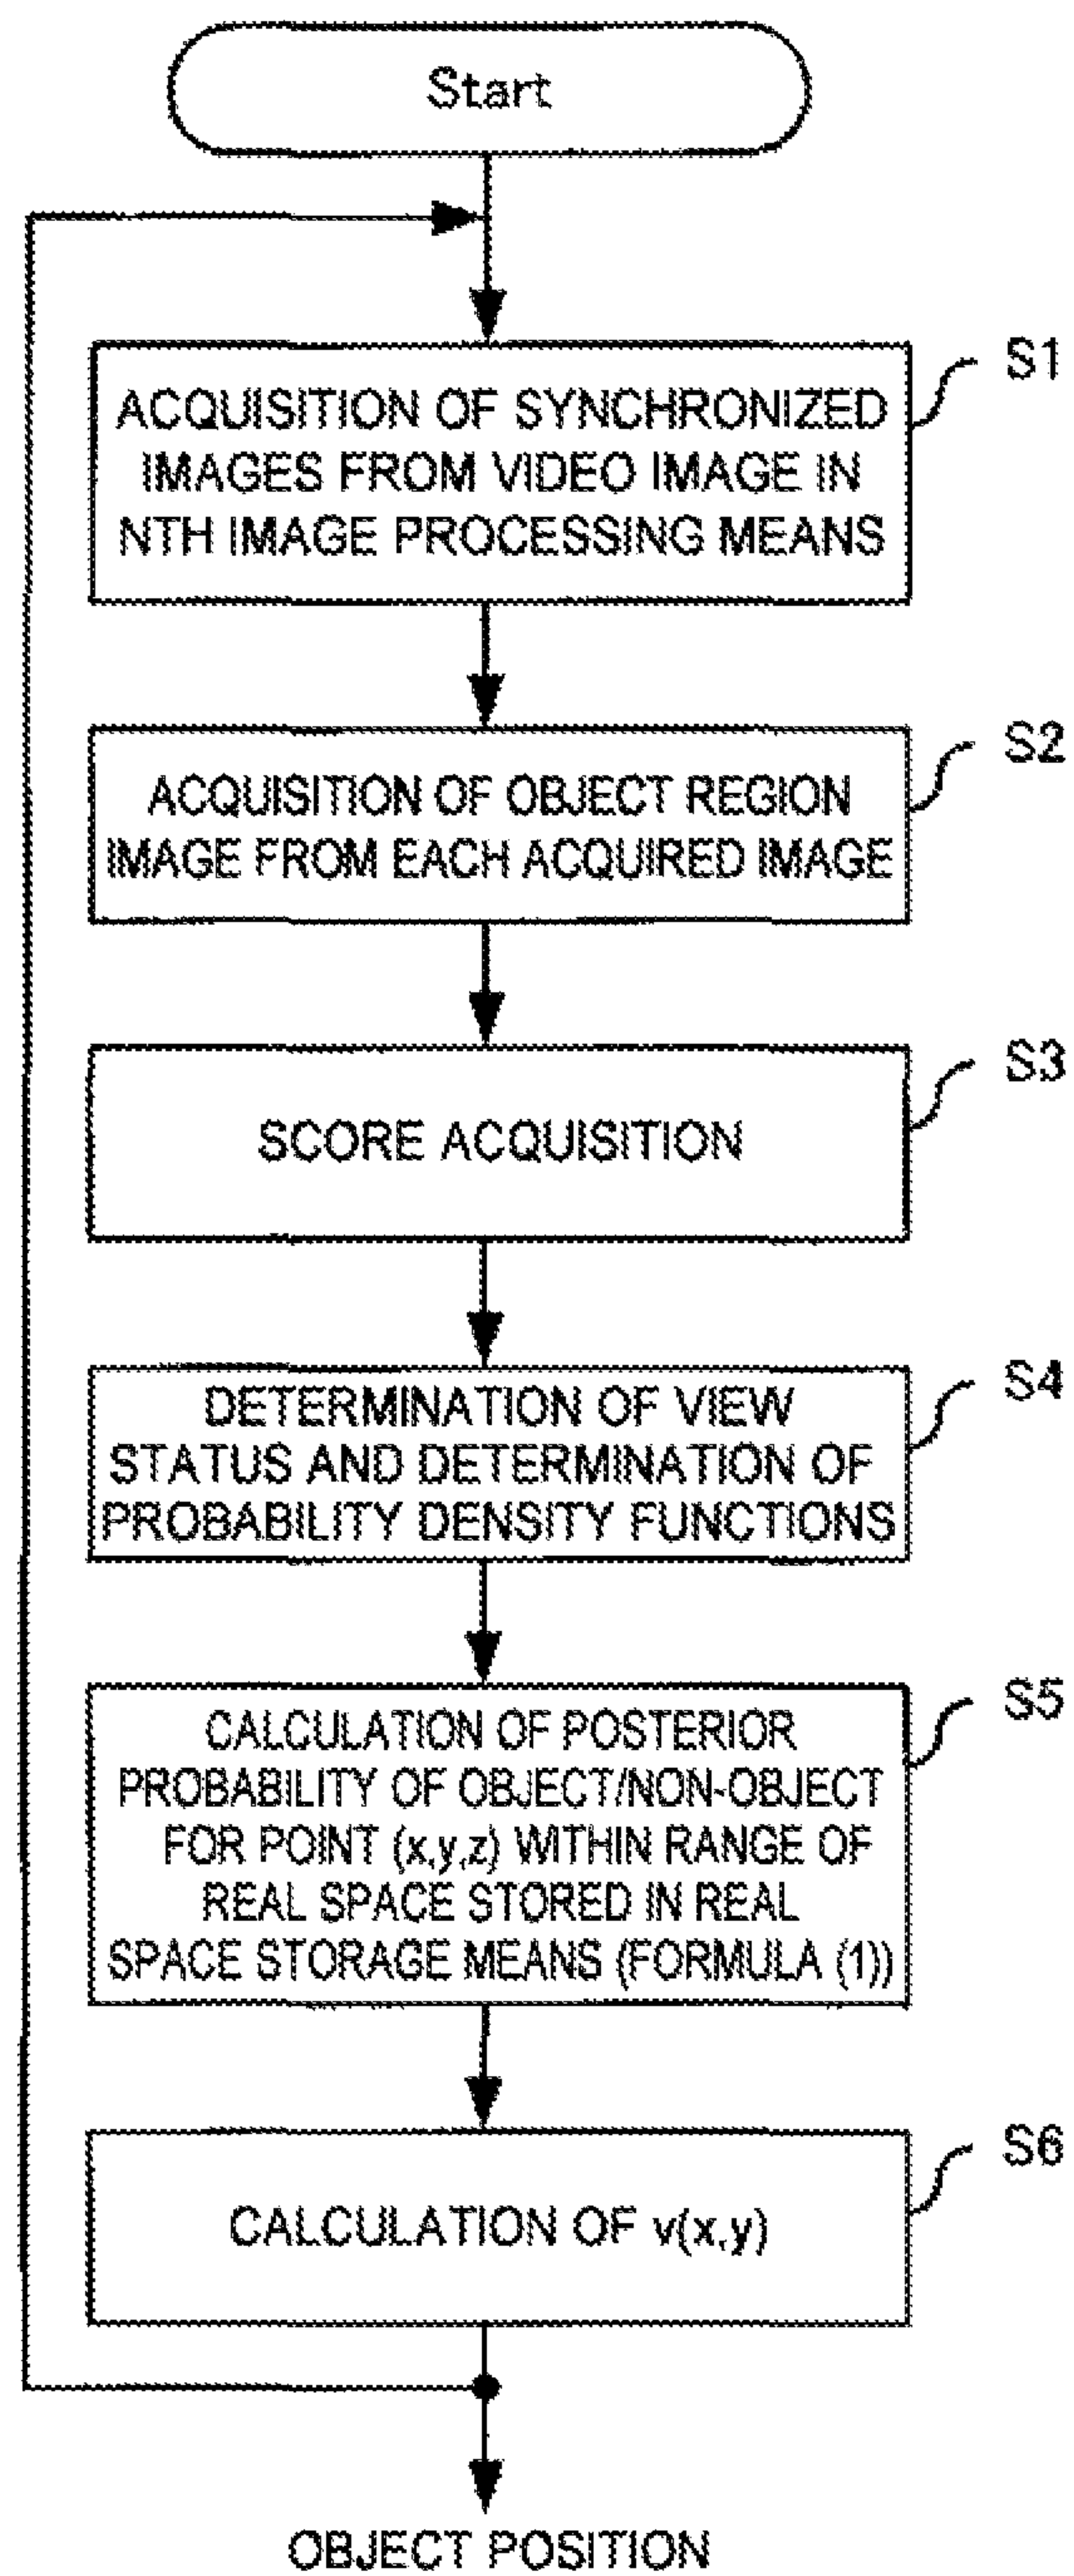 Start
S1
ACQUISITION OF SYNCHRONIZED
IMAGES FROM VIDEO IMAGE IN
NTH IMAGE PROCESSING MEANS
S2
ACQUISITION OF OBJECT REGION
IMAGE FROM EACH ACQUIRED IMAGE
S3
SCORE ACQUISITION
S4
DETERMINATION OF VIEW
STATUS AND DETERMINATION OF
PROBABILITY DENSITY FUNCTIONS
S5
CALCULATION OF POSTERIOR
PROBABILITY OF OBJECT/NON-OBJECT
FOR POINT (x,y,z) WITHIN RANGE OF
REAL SPACE STORED IN REAL
SPACE STORAGE MEANS (FORMULA (1))
S6
CALCULATION OF v(x,y)
OBJECT POSITION